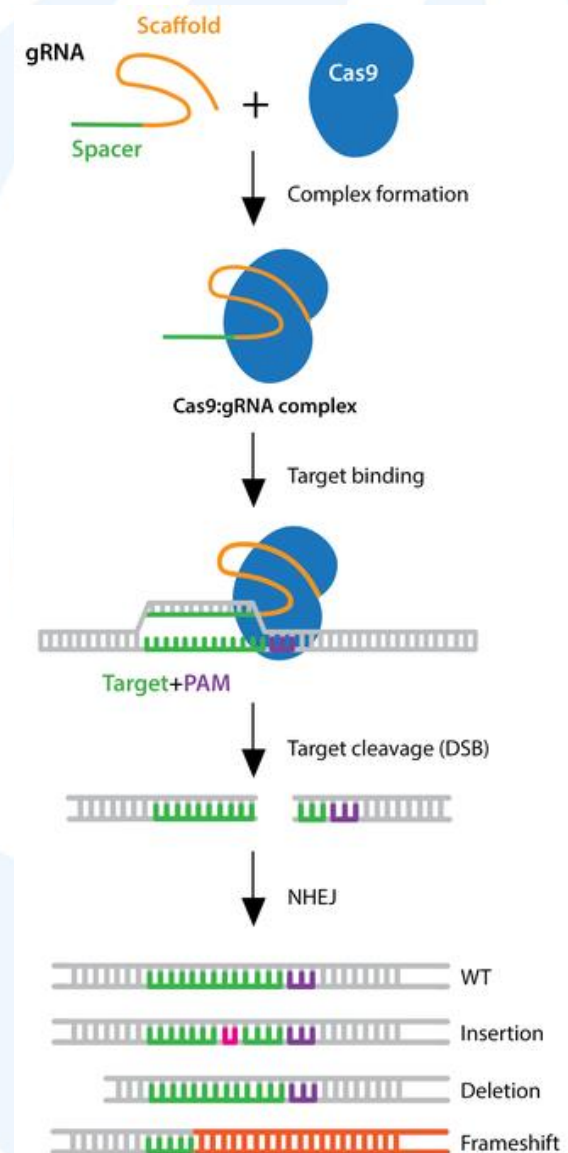 Scaffold
gRNA
Cas9
+
Spacer
Complex formation
Cas9:gRNA complex
Target binding
Target+PAM
Target cleavage (DSB)
NHEJ
WT
Insertion
Deletion
Frameshift